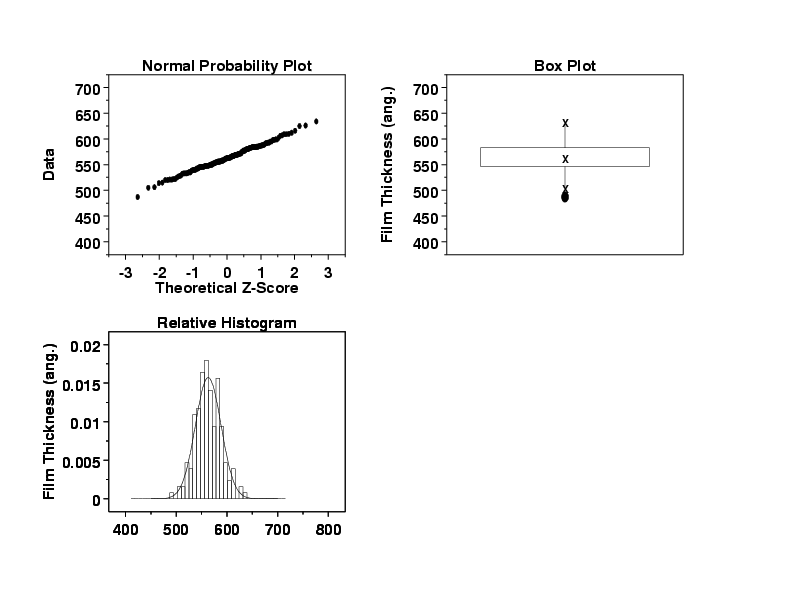 Normal Probability Plot
Data
700
650
600
550
500
450
400
-3 -2 -1 0 1 2 3
Theoretical Z-Score
Box Plot
Film Thickness (ang.)
700
650
600
550
500
450
400
X
X
X
Relative Histogram
Film Thickness (ang.)
0.02
0.015
0.01
0.005
0
400 500 600 700 800